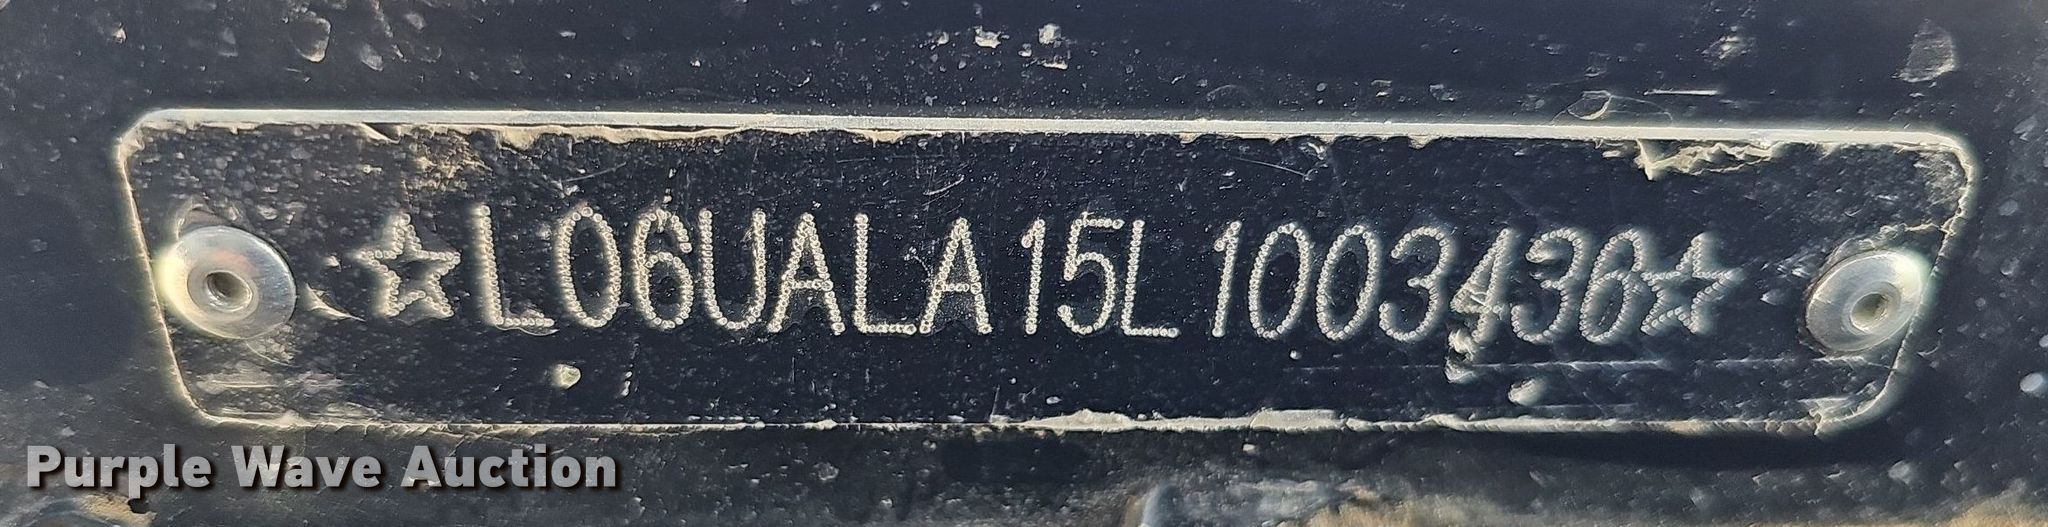 ☆L06UALA15L1003436☆
Purple Wave Auction